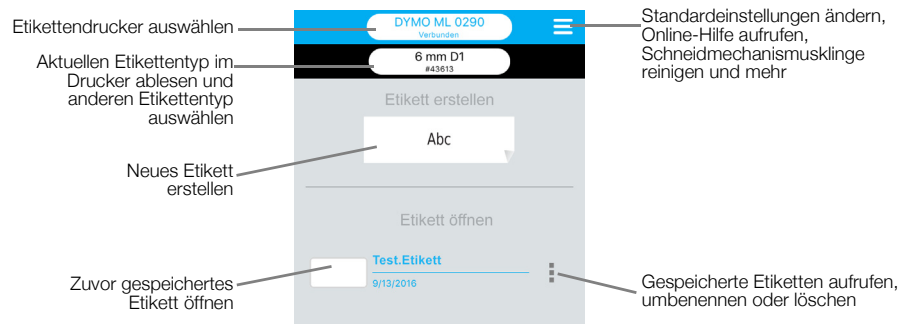 Etikettendrucker auswählen
Aktuellen Etikettentyp im
Drucker ablesen und
anderen Etikettentyp
auswählen
Neues Etikett
erstellen
Zuvor gespeichertes
Etikett öffnen
DYMO ML 0290
Verbunden
6 mm D1
#43613
Etikett erstellen
Abc
Etikett öffnen
Test.Etikett
9/13/2016
Standardeinstellungen ändern,
Online-Hilfe aufrufen,
Schneidmechanismusklinge
reinigen und mehr
Gespeicherte Etiketten aufrufen,
umbenennen oder löschen